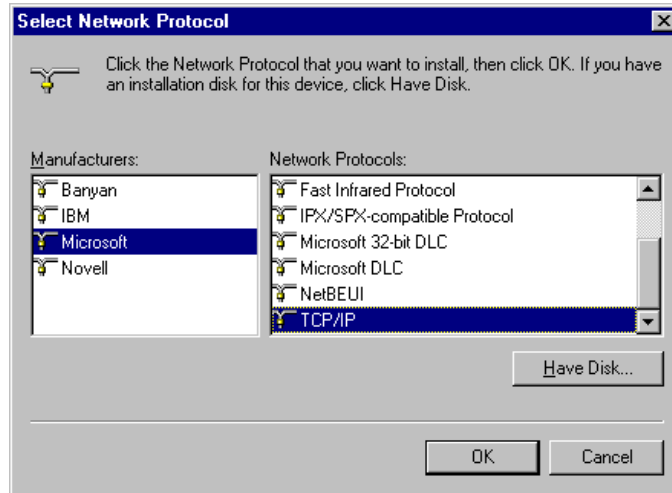 Select Network Protocol
Click the Network Protocol that you want to install, then click OK. If you have
an installation disk for this device, click Have Disk.
Manufacturers:
Banyan
IBM
Microsoft
Novell
Network Protocols:
Fast Infrared Protocol
IPX/SPX-compatible Protocol
Microsoft 32-bit DLC
Microsoft DLC
NetBEUI
TCP/IP
Have Disk...
OK
Cancel